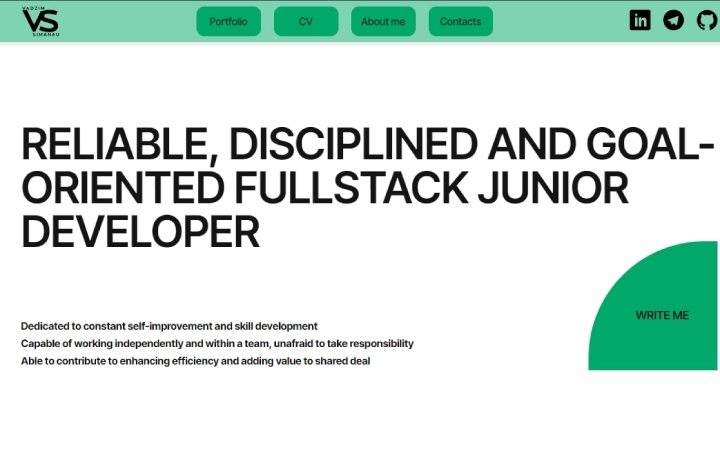 VADZIM
VS
SIMANAU
Portfolio
CV
About me
Contacts
in
RELIABLE, DISCIPLINED AND GOAL-
ORIENTED FULLSTACK JUNIOR
DEVELOPER
WRITE ME
Dedicated to constant self-improvement and skill development
Capable of working independently and within a team, unafraid to take responsibility
Able to contribute to enhancing efficiency and adding value to shared deal